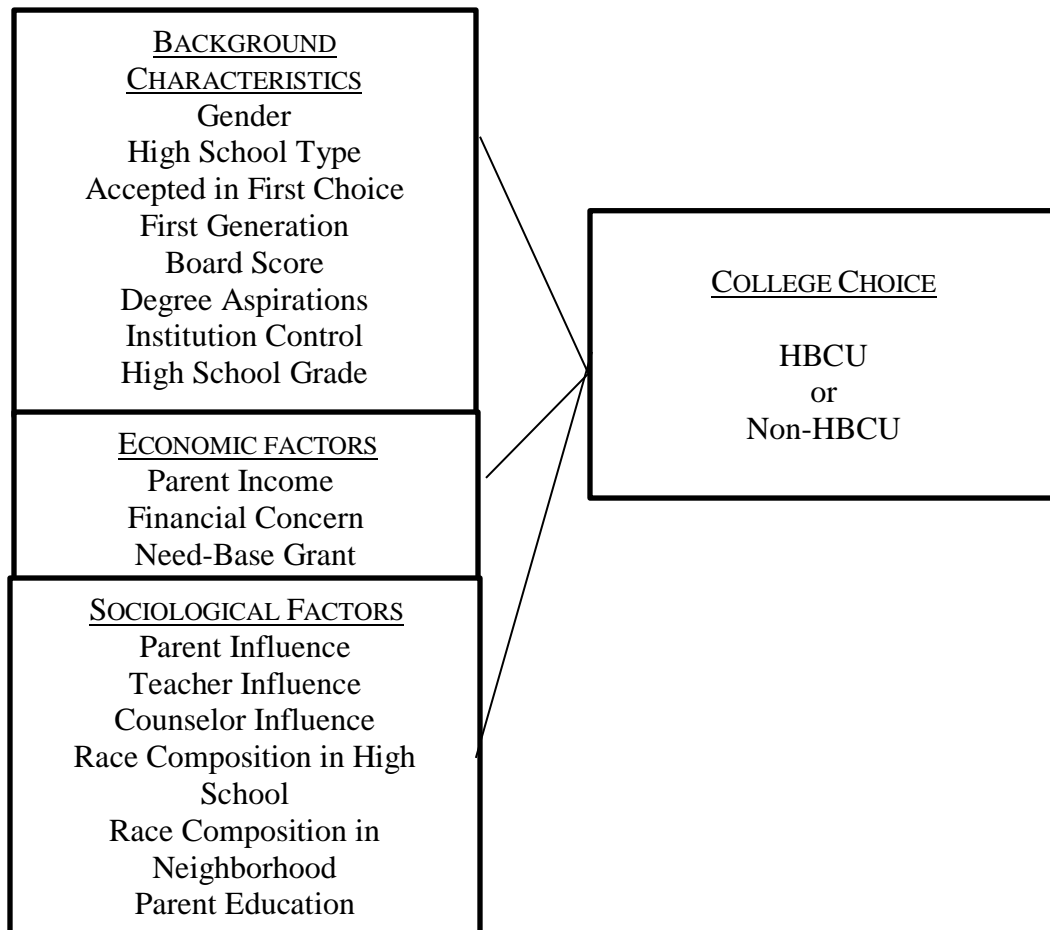 BACKGROUND
CHARACTERISTICS
Gender
High School Type
Accepted in First Choice
First Generation
Board Score
Degree Aspirations
Institution Control
High School Grade
ECONOMIC FACTORS
Parent Income
Financial Concern
Need-Base Grant
SOCIOLOGICAL FACTORS
Parent Influence
Teacher Influence
Counselor Influence
Race Composition in High
School
Race Composition in
Neighborhood
Parent Education
COLLEGE CHOICE
HBCU
or
Non-HBCU